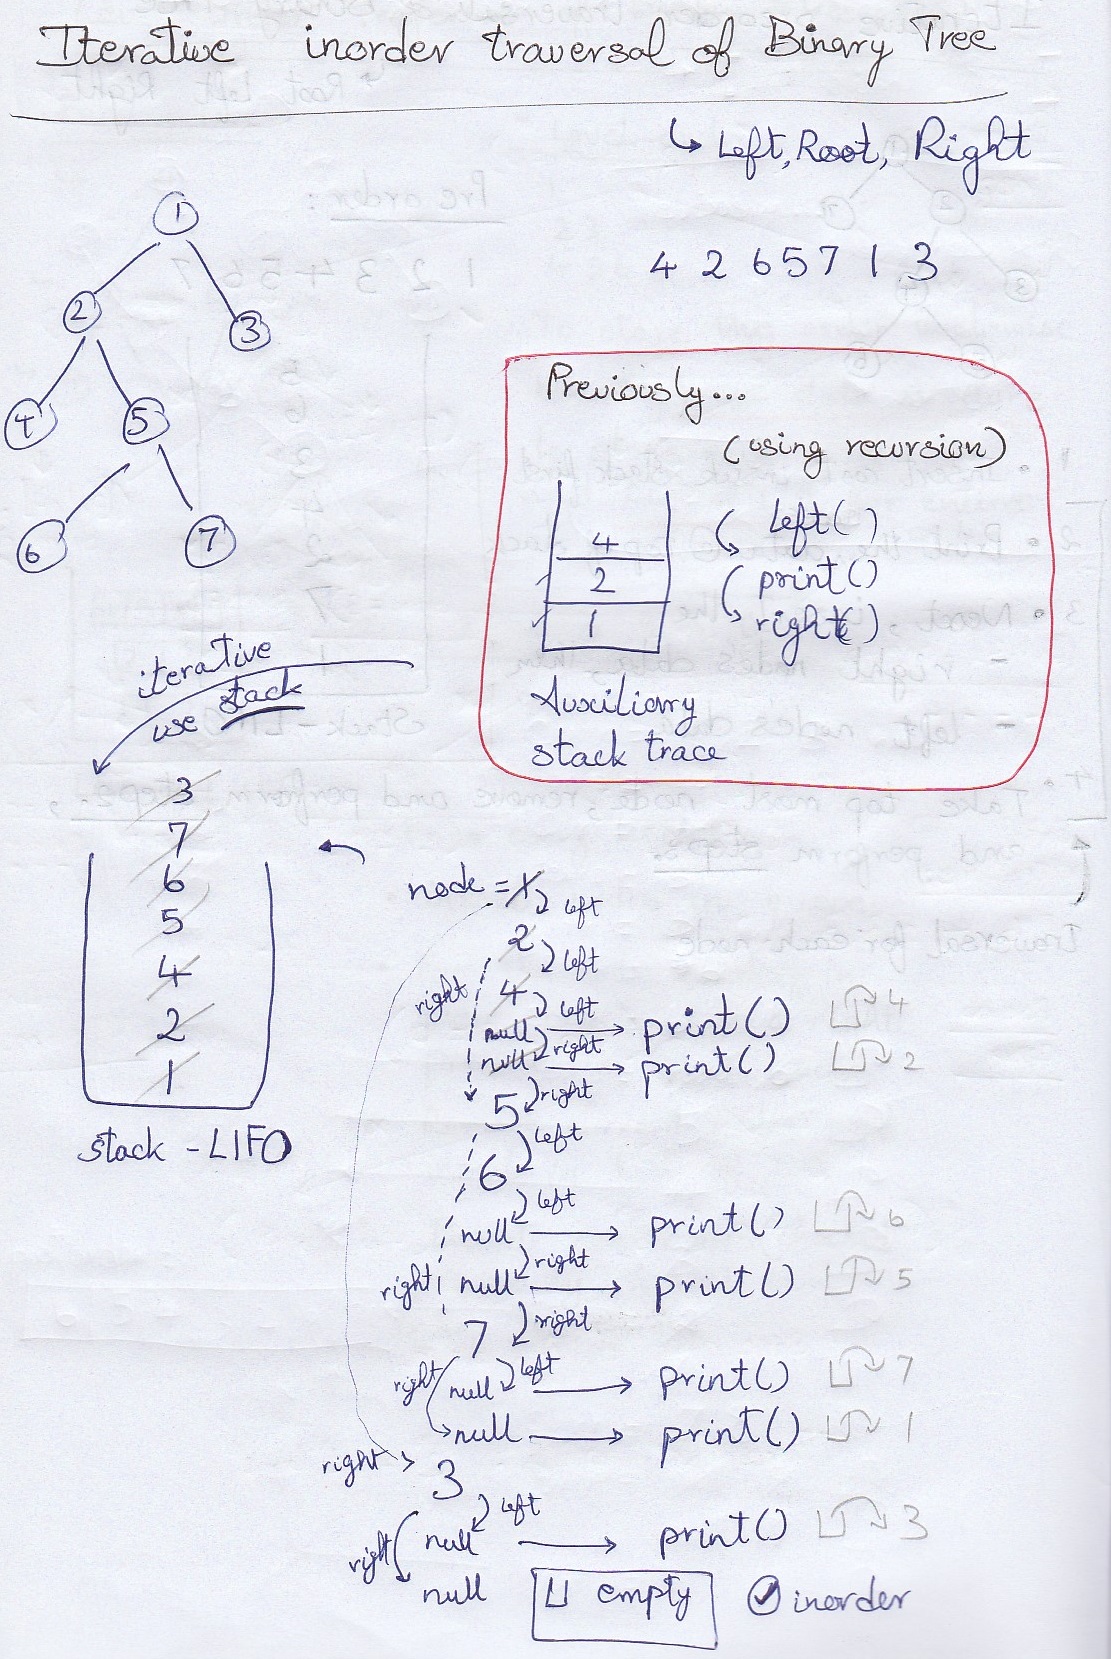 Iterative inorder traversal of Binary Tree
↳ Left, Root, Right
4 2 6 5 7 1 3
1
2
3
4
5
6
7
Previously...
(using recursion)
4
2
1
left()
print()
right()
Auxiliary
stack trace
iterative
use stack
3
7
6
5
4
2
1
stack - LIFO
node = 1
left
2
left
right
4
left
null → print() 4
right
null → print() 2
right
5
left
6
left
null → print() 6
right
right null → print() 5
right
7
left
right null → print() 7
null → print() 1
right
3
left
null → print() 3
right
null
empty
inorder